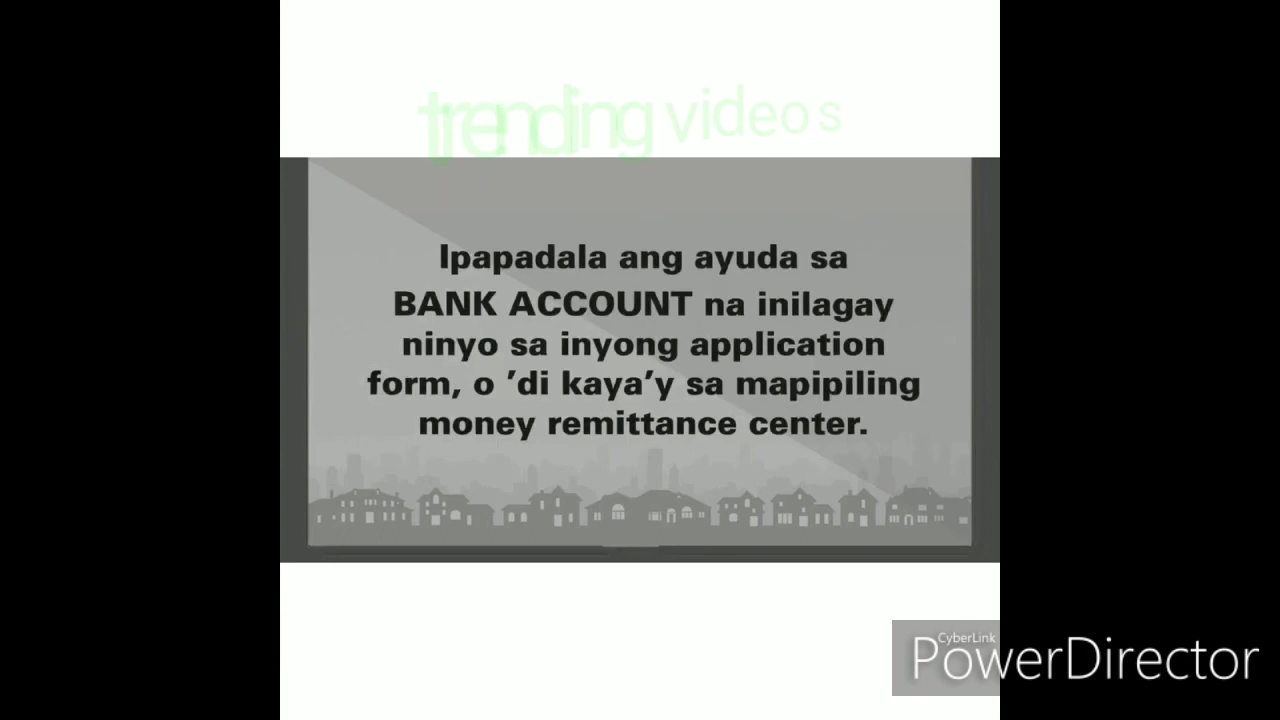 trending videos
Ipapadala ang ayuda sa
BANK ACCOUNT na inilagay
ninyo sa inyong application
form, o ’di kaya’y sa mapipiling
money remittance center.
CyberLink
PowerDirector